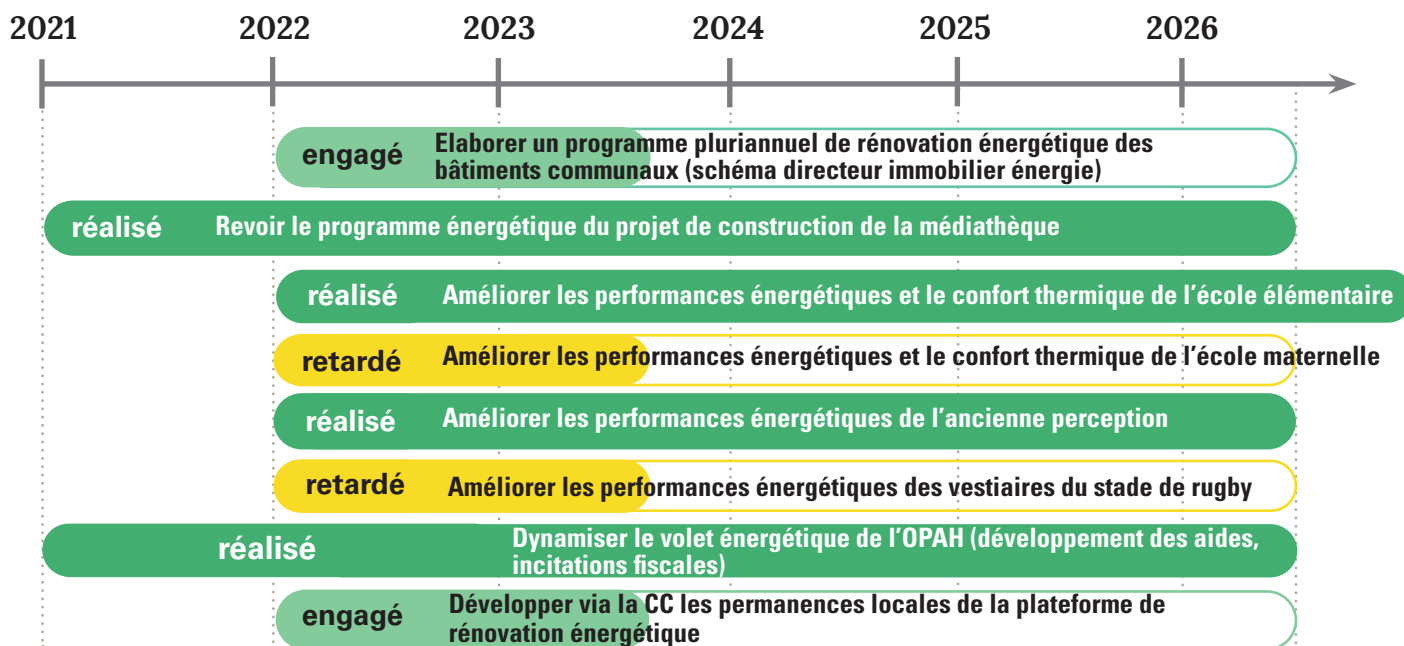 2021 2022 2023 2024 2025 2026
engagé Elaborer un programme pluriannuel de rénovation énergétique des
bâtiments communaux (schéma directeur immobilier énergie)
réalisé Revoir le programme énergétique du projet de construction de la médiathèque
réalisé Améliorer les performances énergétiques et le confort thermique de l’école élémentaire
retardé Améliorer les performances énergétiques et le confort thermique de l’école maternelle
réalisé Améliorer les performances énergétiques de l’ancienne perception
retardé Améliorer les performances énergétiques des vestiaires du stade de rugby
réalisé Dynamiser le volet énergétique de l’OPAH (développement des aides,
incitations fiscales)
engagé Développer via la CC les permanences locales de la plateforme de
rénovation énergétique